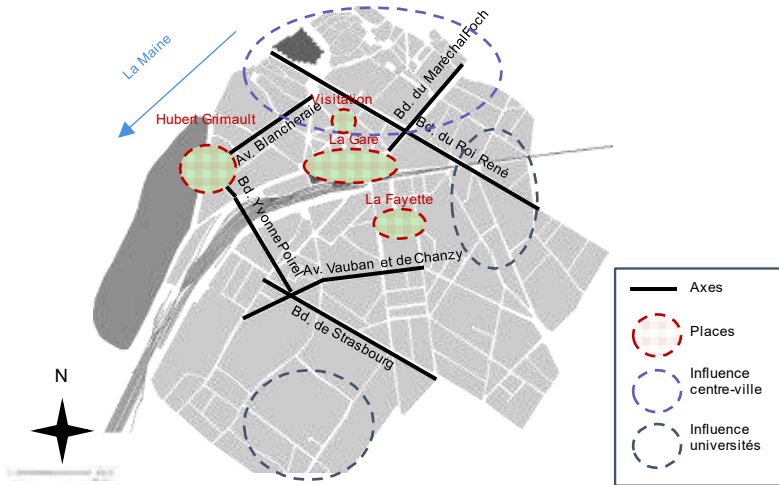 La Maine
Bd. du Maréchal Foch
Visitation
Hubert Grimault
Av. Blancheraie
Bd. du Roi René
La Gare
Bd. Yvonne Poirel
La Fayette
Av. Vauban et de Chanzy
Bd. de Strasbourg
N
Axes
Places
Influence
centre-ville
Influence
universités